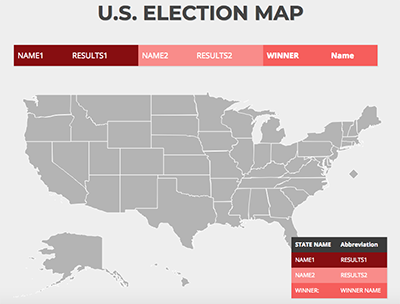 U.S. ELECTION MAP
NAME1 RESULTS1 NAME2 RESULTS2 WINNER Name
STATE NAME Abbreviation
NAME1 RESULTS1
NAME2 RESULTS2
WINNER: WINNER NAME